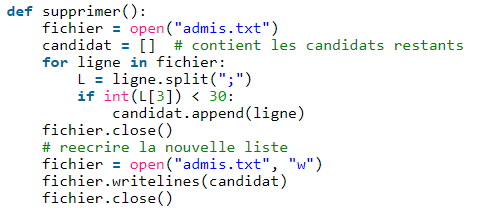 def supprimer():
    fichier = open("admis.txt")
    candidat = []  # contient les candidats restants
    for ligne in fichier:
        L = ligne.split(";")
        if int(L[3]) < 30:
            candidat.append(ligne)
    fichier.close()
    # reecrire la nouvelle liste
    fichier = open("admis.txt", "w")
    fichier.writelines(candidat)
    fichier.close()